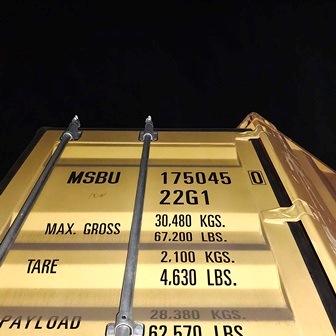 MSBU 175045 0
22G1
MAX. GROSS 30,480 KGS.
67,200 LBS.
TARE 2,100 KGS.
4,630 LBS.
PAYLOAD 28,380 KGS.
62,570 LBS.